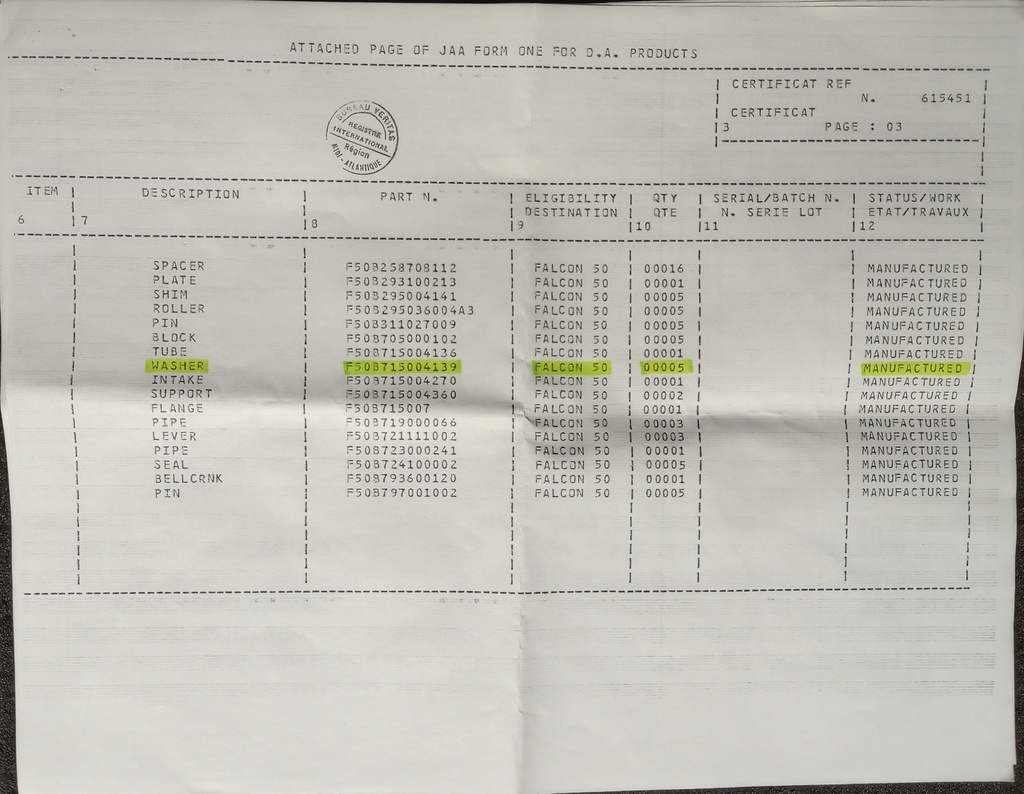 ATTACHED PAGE OF JAA FORM ONE FOR D.A. PRODUCTS
CERTIFICAT REF
N. 615451
CERTIFICAT
3 PAGE : 03
BUREAU VERITAS
REGISTRE
INTERNATIONAL
Région
MIDI-ATLANTIQUE
ITEM DESCRIPTION PART N. ELIGIBILITY QTY SERIAL/BATCH N. STATUS/WORK
DESTINATION QTE N. SERIE LOT ETAT/TRAVAUX
6 7 8 9 10 11 12
SPACER F50B258708112 FALCON 50 00016 MANUFACTURED
PLATE F50B293100213 FALCON 50 00001 MANUFACTURED
SHIM F50B295004141 FALCON 50 00005 MANUFACTURED
ROLLER F50B295036004A3 FALCON 50 00005 MANUFACTURED
PIN F50B311027009 FALCON 50 00005 MANUFACTURED
BLOCK F50B705000102 FALCON 50 00005 MANUFACTURED
TUBE F50B715004136 FALCON 50 00001 MANUFACTURED
WASHER F50B715004139 FALCON 50 00005 MANUFACTURED
INTAKE F50B715004270 FALCON 50 00001 MANUFACTURED
SUPPORT F50B715004360 FALCON 50 00002 MANUFACTURED
FLANGE F50B715007 FALCON 50 00001 MANUFACTURED
PIPE F50B719000066 FALCON 50 00003 MANUFACTURED
LEVER F50B721111002 FALCON 50 00003 MANUFACTURED
PIPE F50B723000241 FALCON 50 00001 MANUFACTURED
SEAL F50B724100002 FALCON 50 00005 MANUFACTURED
BELLCRNK F50B793600120 FALCON 50 00001 MANUFACTURED
PIN F50B797001002 FALCON 50 00005 MANUFACTURED